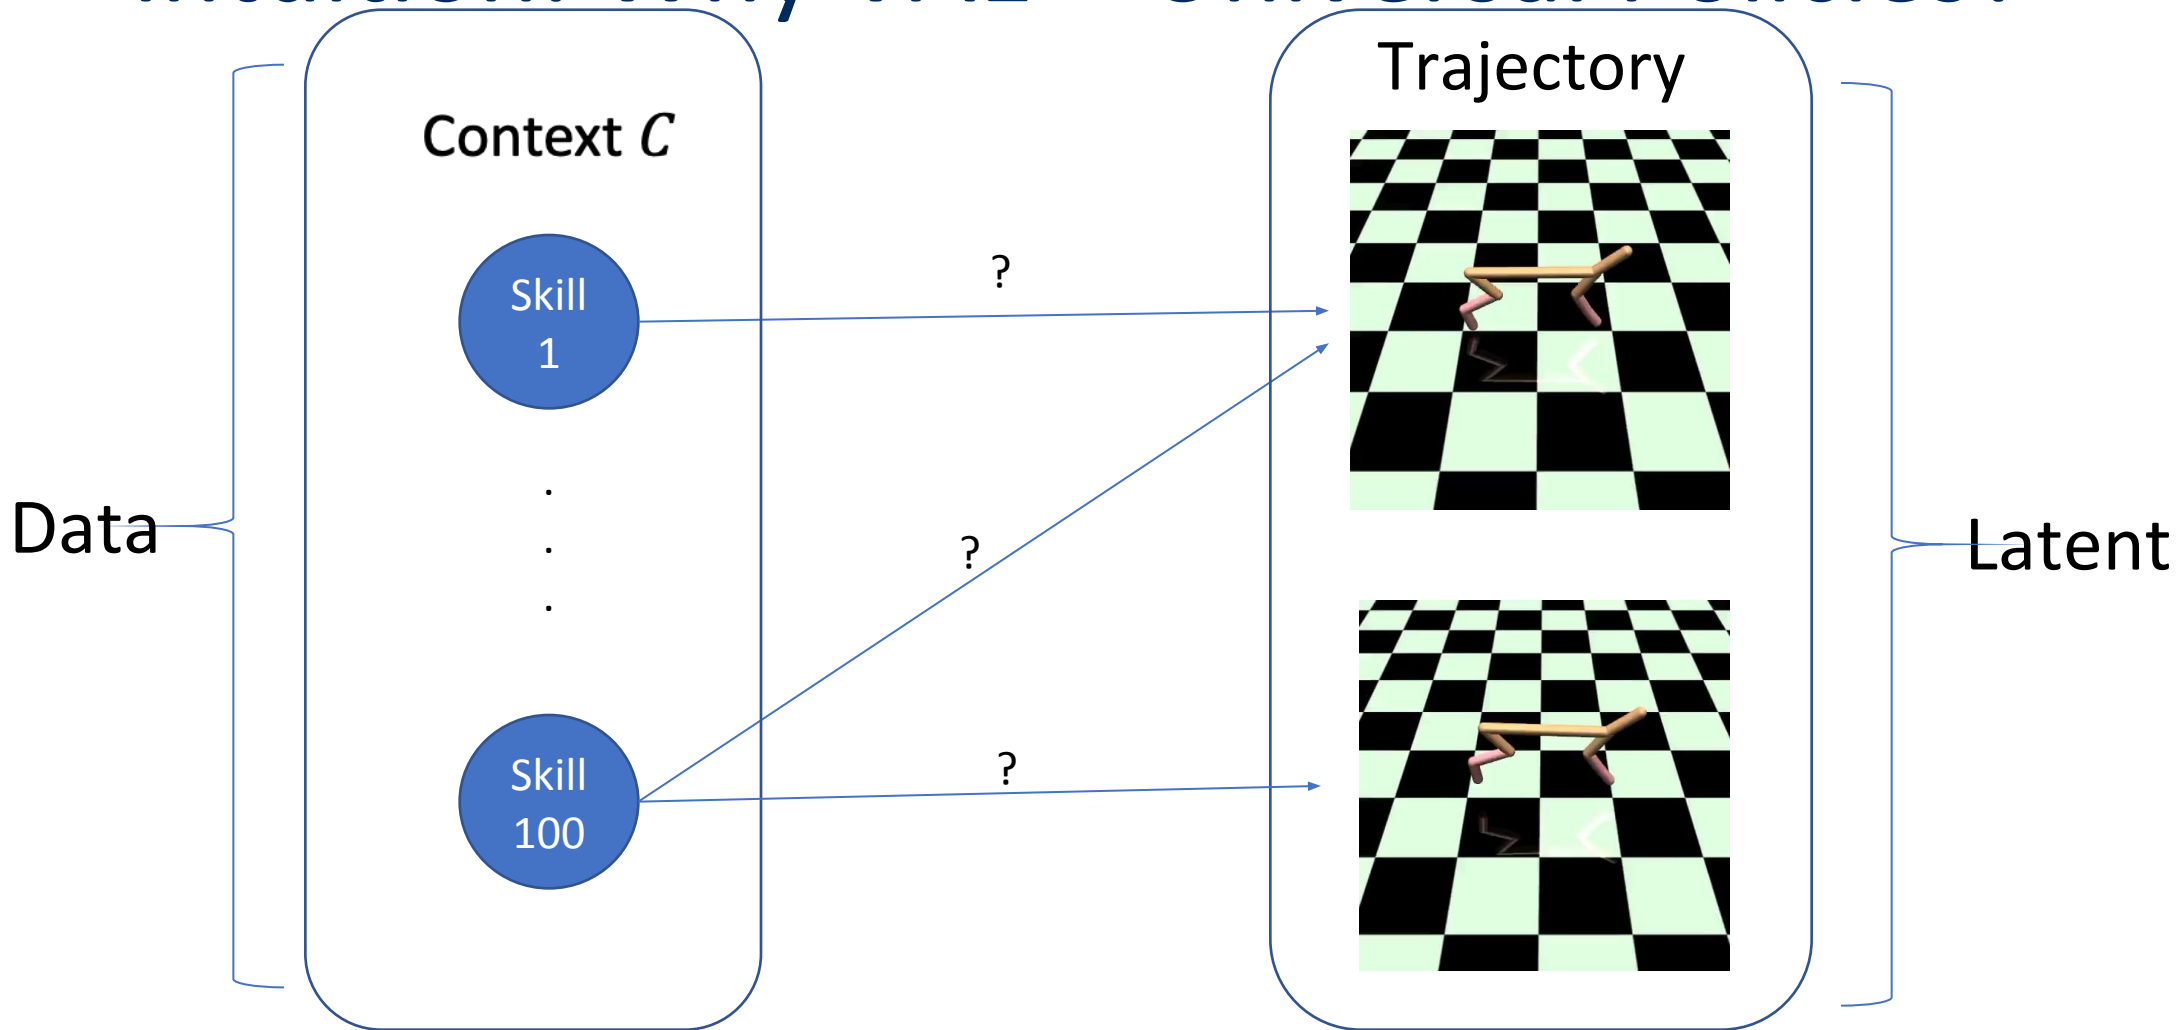 Context C
Trajectory
Skill
1
?
.
.
.
?
Data
Latent
Skill
100
?